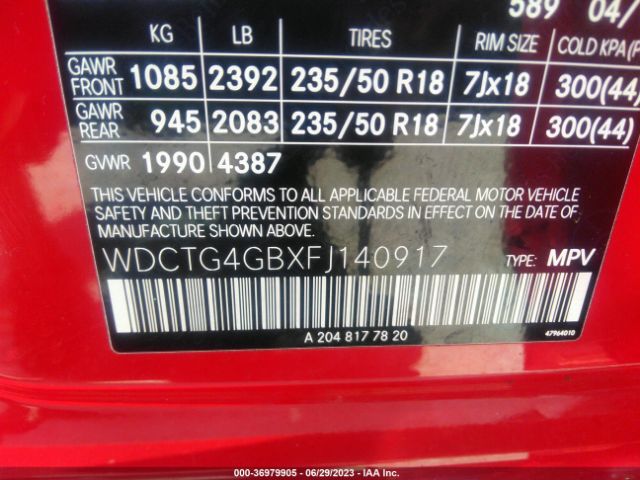 589 04/
KG LB TIRES RIM SIZE COLD KPA(P
GAWR FRONT 1085 2392 235/50 R18 7Jx18 300(44)
GAWR REAR 945 2083 235/50 R18 7Jx18 300(44)
GVWR 1990 4387
THIS VEHICLE CONFORMS TO ALL APPLICABLE FEDERAL MOTOR VEHICLE
SAFETY AND THEFT PREVENTION STANDARDS IN EFFECT ON THE DATE OF
MANUFACTURE SHOWN ABOVE.
WDCTG4GBXFJ140917 TYPE: MPV
A 204 817 78 20 47964010
000-36979905 - 06/29/2023 - IAA Inc.